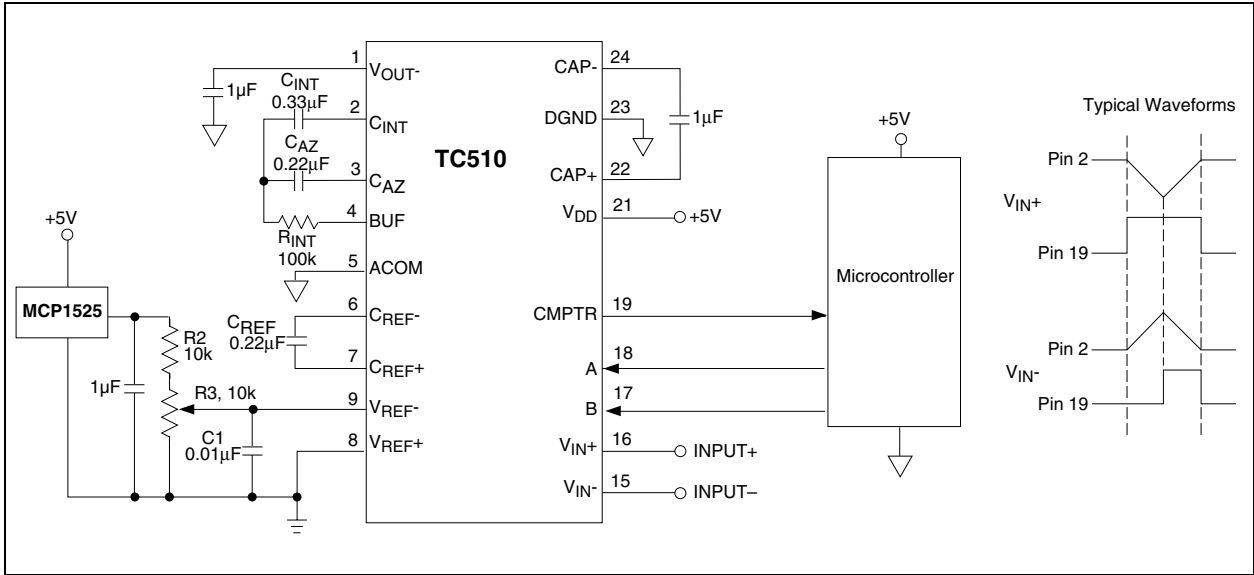 1
VOUT-
1µF
CINT
0.33µF
2
CINT
CAZ
0.22µF
3
CAZ
4
BUF
RINT
100k
5
ACOM
6
CREF-
CREF
0.22µF
7
CREF+
9
VREF-
8
VREF+
+5V
MCP1525
R2
10k
1µF
R3, 10k
C1
0.01µF
TC510
CAP-
24
DGND
23
1µF
CAP+
22
VDD
21
+5V
CMPTR
19
A
18
B
17
VIN+
16
INPUT+
VIN-
15
INPUT–
+5V
Microcontroller
Typical Waveforms
Pin 2
VIN+
Pin 19
Pin 2
VIN-
Pin 19